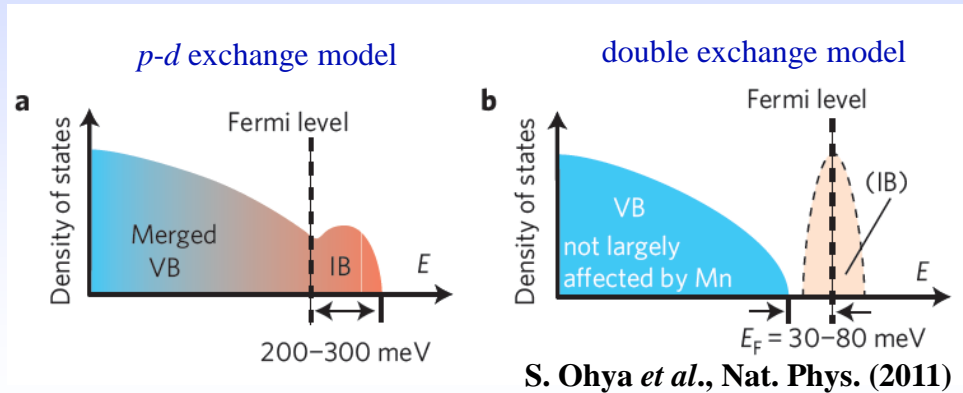 p-d exchange model
double exchange model
a
Density of states
Fermi level
Merged
VB
IB
E
200–300 meV
b
Density of states
Fermi level
(IB)
VB
not largely
affected by Mn
E
E_F = 30–80 meV
S. Ohya et al., Nat. Phys. (2011)